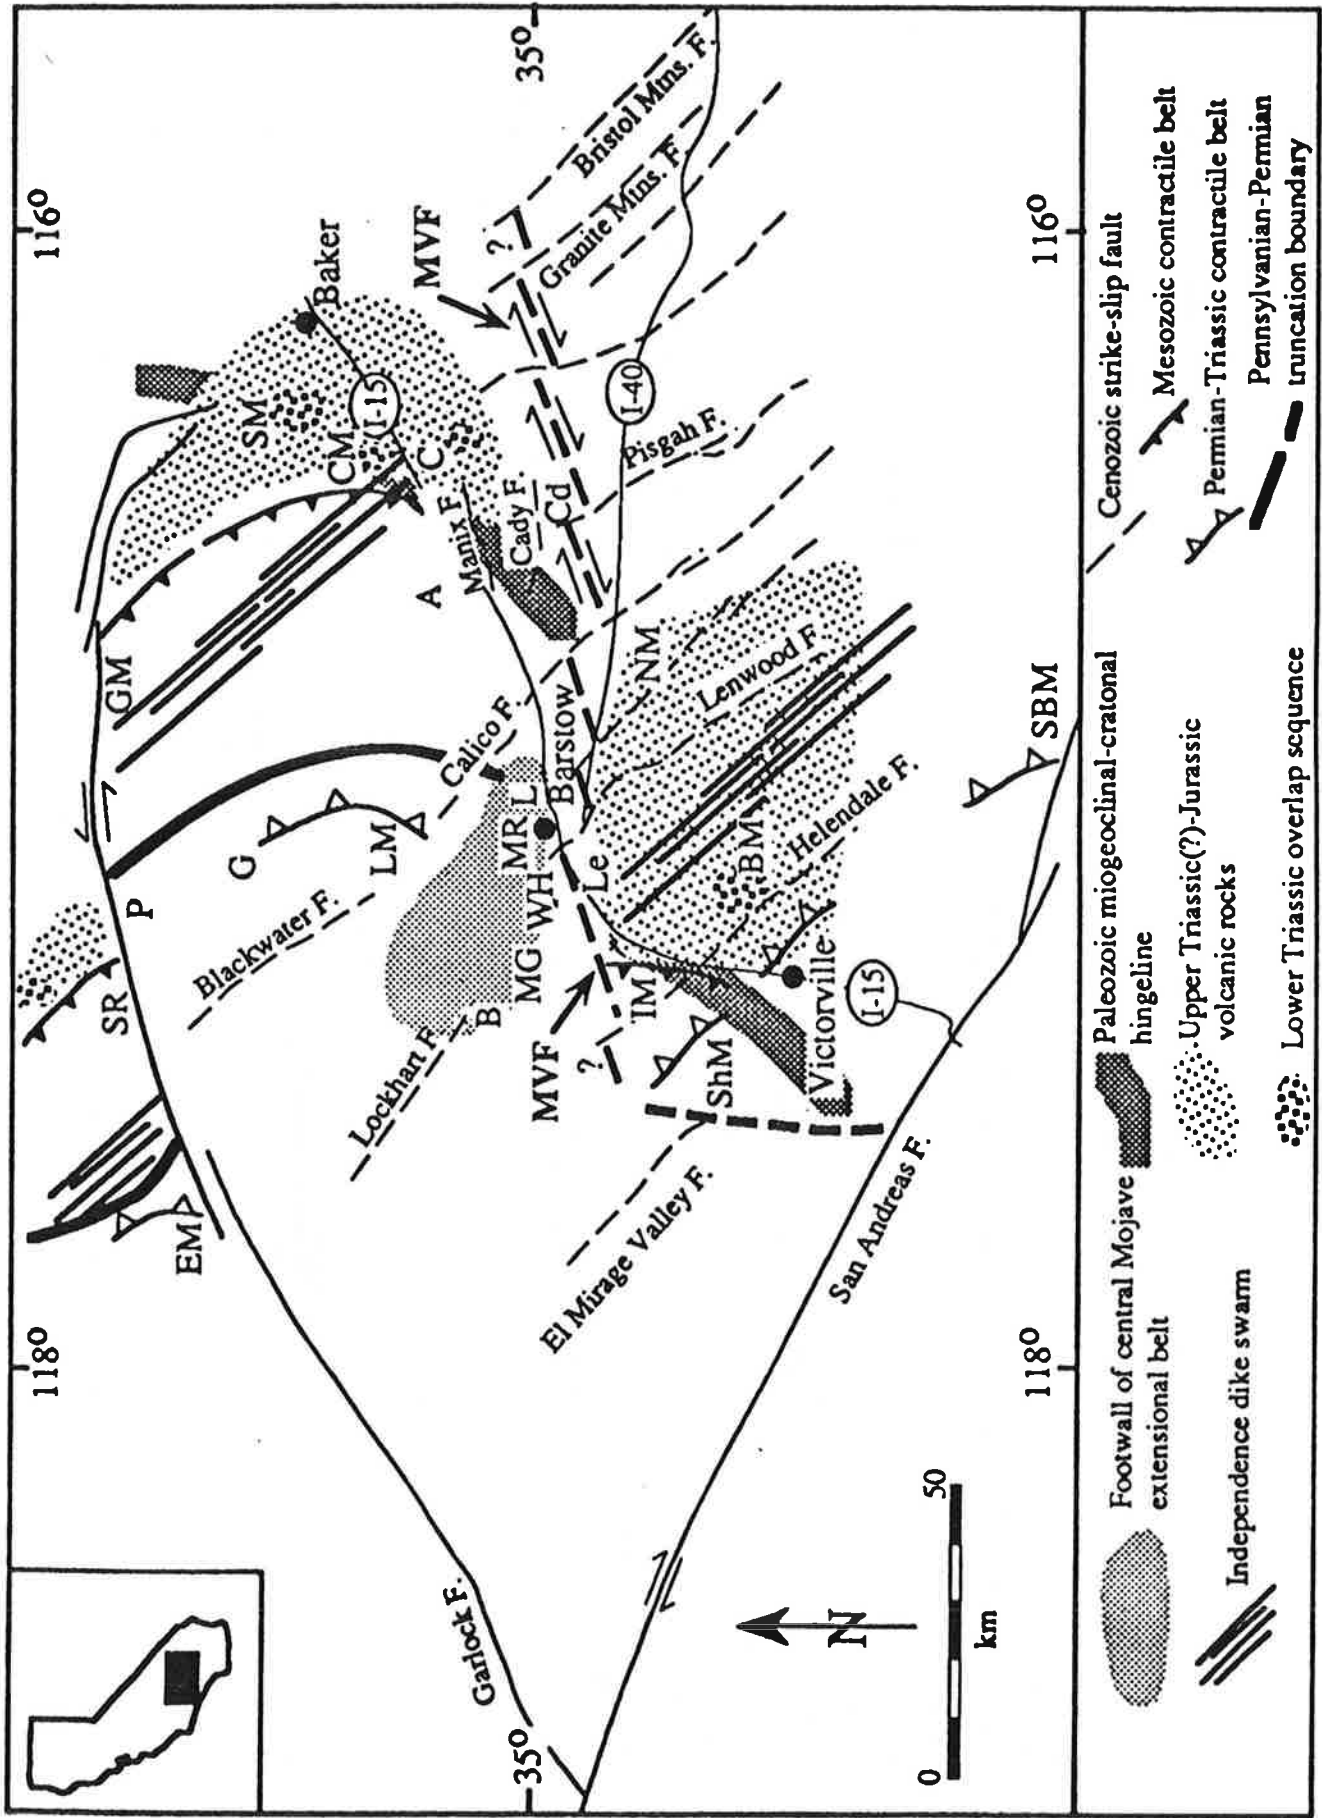 118°
116°
35°
35°
Garlock F.
EM
SR
P
G
LM
GM
SM
CM
I-15
C
Baker
Blackwater F.
Lockhart F.
Calico F.
A
Manix F.
Cady F.
Cd
MVF
?
Bristol Mtns. F.
Granite Mtns. F.
I-40
Pisgah F.
B
MG
WH
MR
L
Barstow
Le
NM
Lenwood F.
MVF
?
IM
BM
Helendale F.
ShM
Victorville
I-15
El Mirage Valley F.
San Andreas F.
SBM
N
0
50
km
118°
116°
Footwall of central Mojave
extensional belt
Independence dike swarm
Paleozoic miogeoclinal-cratonal
hingeline
Upper Triassic(?)-Jurassic
volcanic rocks
Lower Triassic overlap sequence
Cenozoic strike-slip fault
Mesozoic contractile belt
Permian-Triassic contractile belt
Pennsylvanian-Permian
truncation boundary